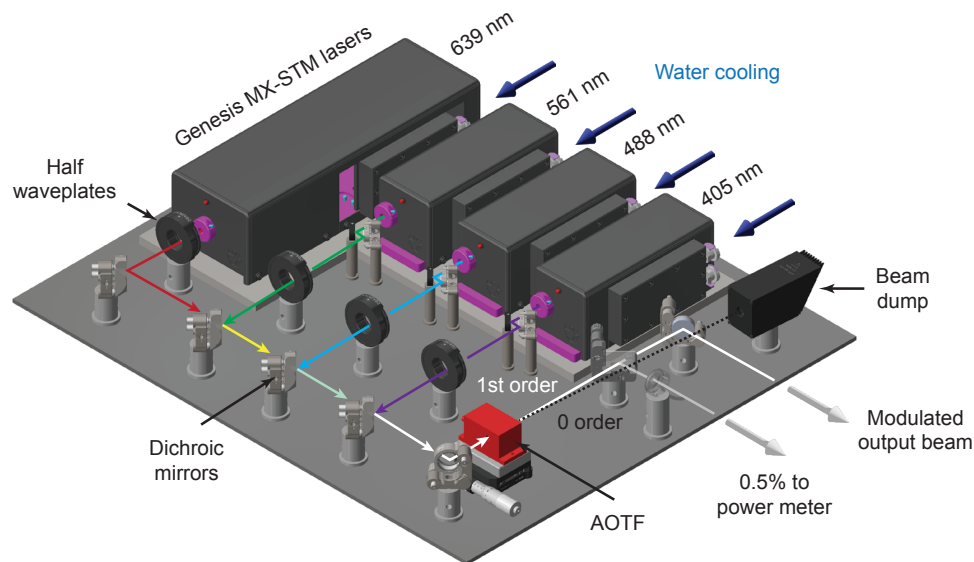 Genesis MX-STM lasers
639 nm
561 nm
488 nm
405 nm
Water cooling
Half
waveplates
Beam
dump
1st order
0 order
Modulated
output beam
Dichroic
mirrors
0.5% to
power meter
AOTF